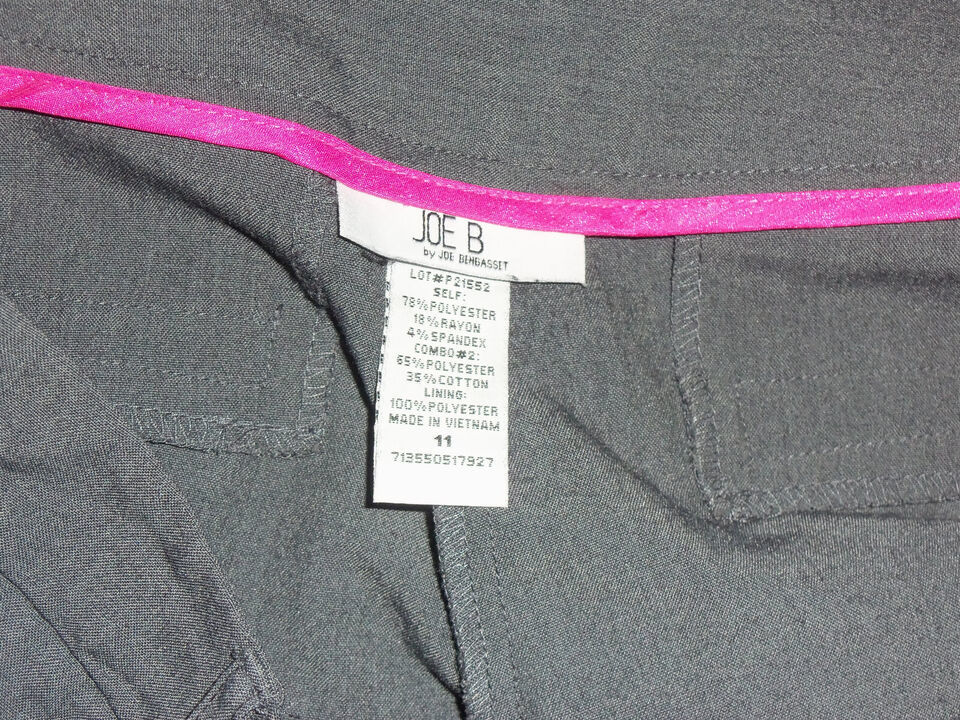 JOE B
by JOE BENBASSET
LOT#P21552
SELF:
78%POLYESTER
18%RAYON
4%SPANDEX
COMBO#2:
65%POLYESTER
35%COTTON
LINING:
100%POLYESTER
MADE IN VIETNAM
11
713550517927